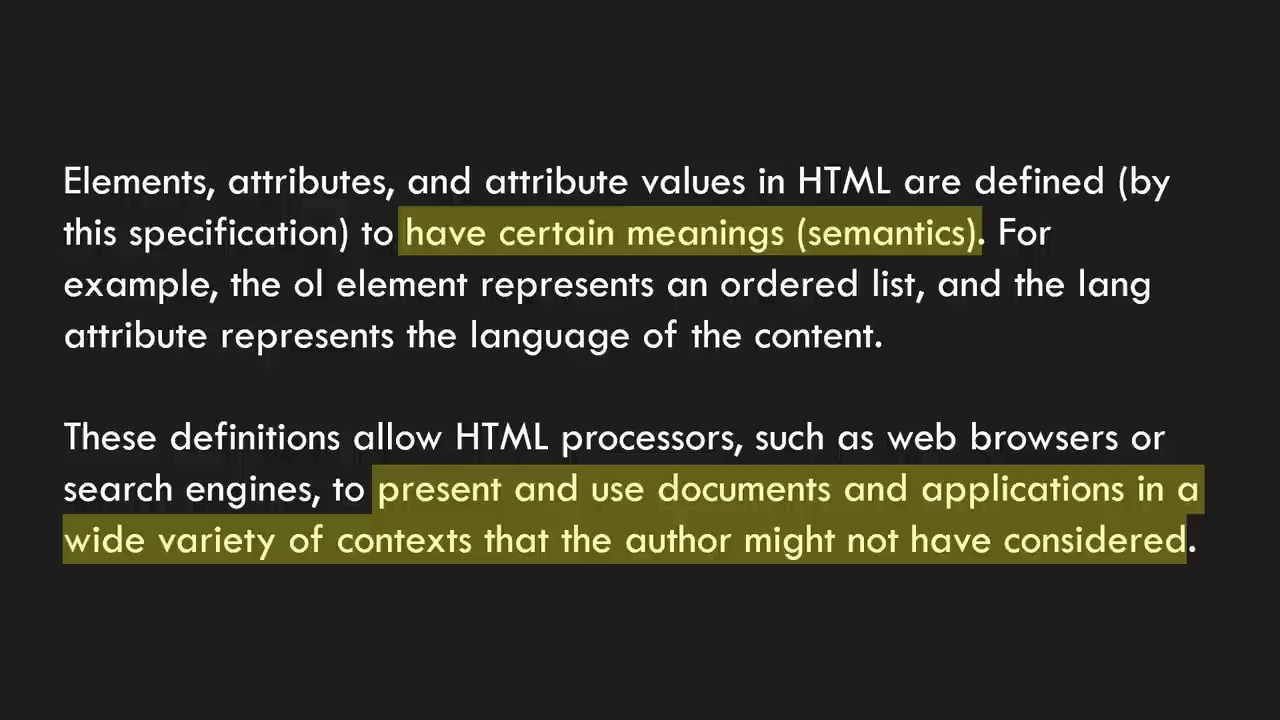 Elements, attributes, and attribute values in HTML are defined (by
this specification) to have certain meanings (semantics). For
example, the ol element represents an ordered list, and the lang
attribute represents the language of the content.
These definitions allow HTML processors, such as web browsers or
search engines, to present and use documents and applications in a
wide variety of contexts that the author might not have considered.